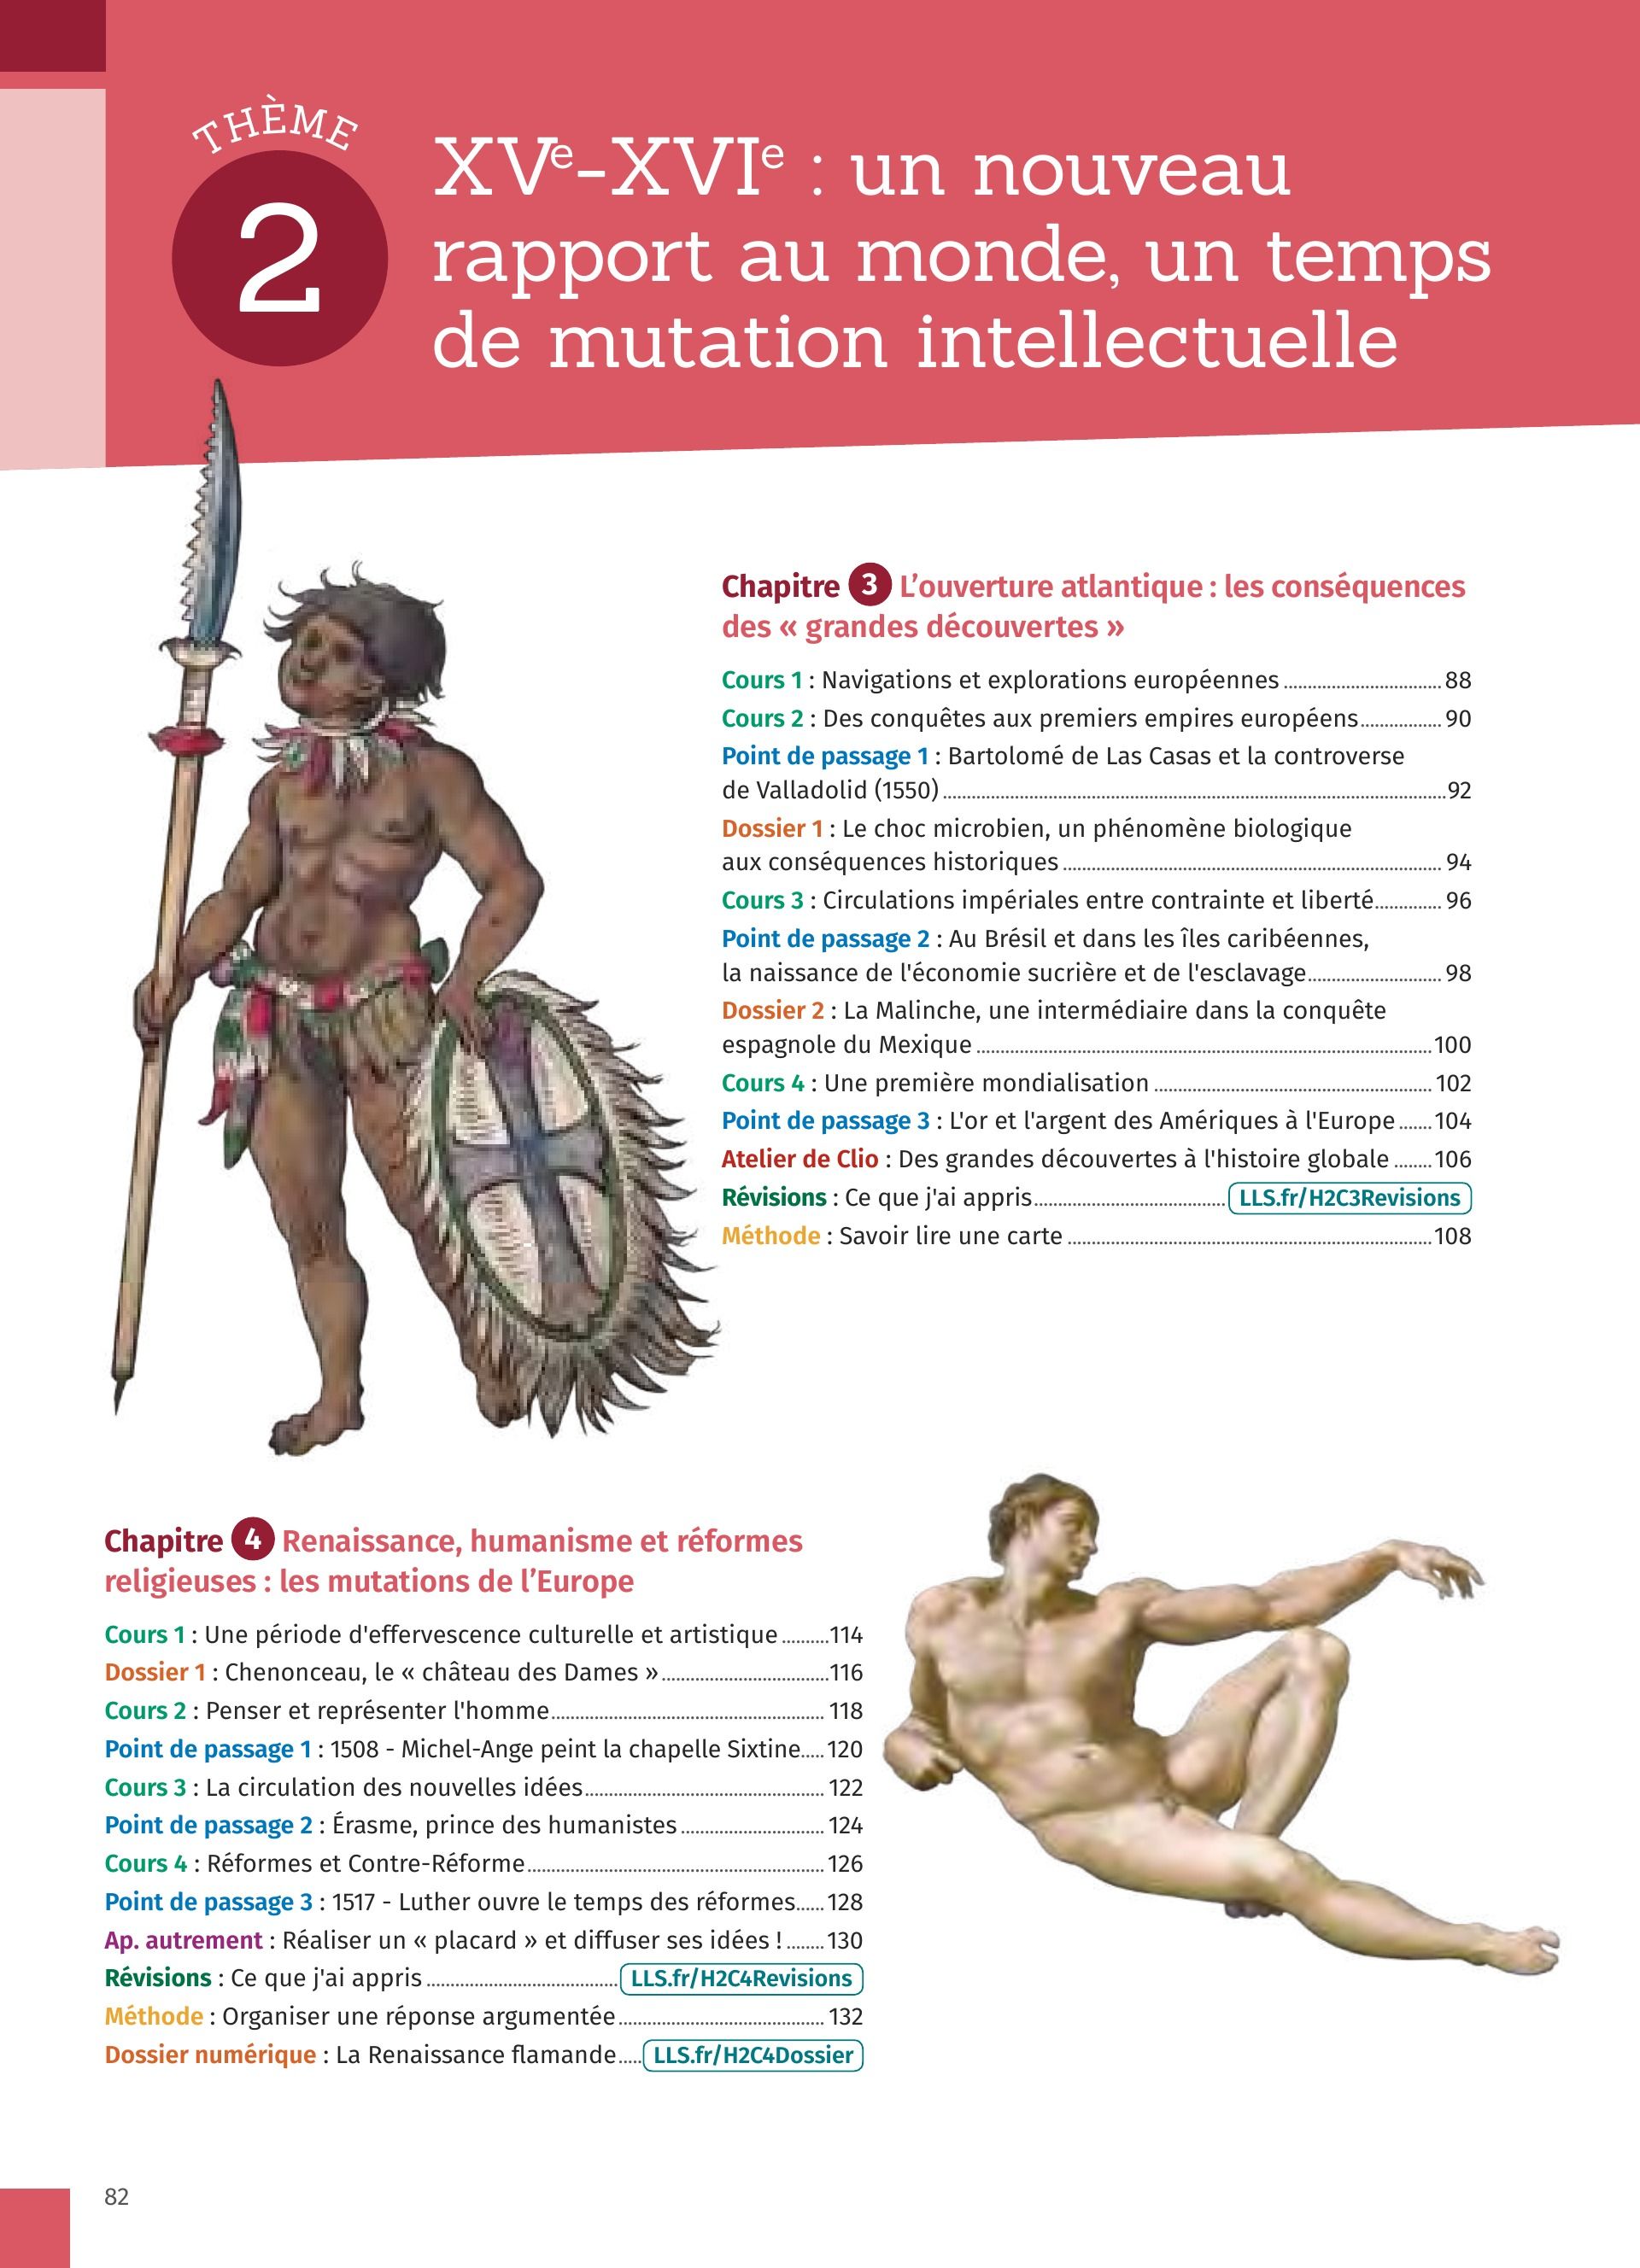 THÈME
2
XVe-XVIe : un nouveau
rapport au monde, un temps
de mutation intellectuelle
Chapitre 3 L’ouverture atlantique : les conséquences
des « grandes découvertes »
Cours 1 : Navigations et explorations européennes ................................. 88
Cours 2 : Des conquêtes aux premiers empires européens................. 90
Point de passage 1 : Bartolomé de Las Casas et la controverse
de Valladolid (1550) ......................................................................................................... 92
Dossier 1 : Le choc microbien, un phénomène biologique
aux conséquences historiques ............................................................................... 94
Cours 3 : Circulations impériales entre contrainte et liberté.............. 96
Point de passage 2 : Au Brésil et dans les îles caribéennes,
la naissance de l'économie sucrière et de l'esclavage............................ 98
Dossier 2 : La Malinche, une intermédiaire dans la conquête
espagnole du Mexique ............................................................................................... 100
Cours 4 : Une première mondialisation .......................................................... 102
Point de passage 3 : L'or et l'argent des Amériques à l'Europe ....... 104
Atelier de Clio : Des grandes découvertes à l'histoire globale ........ 106
Révisions : Ce que j'ai appris........................................ LLS.fr/H2C3Revisions
Méthode : Savoir lire une carte ............................................................................ 108
Chapitre 4 Renaissance, humanisme et réformes
religieuses : les mutations de l’Europe
Cours 1 : Une période d'effervescence culturelle et artistique .......... 114
Dossier 1 : Chenonceau, le « château des Dames » ................................... 116
Cours 2 : Penser et représenter l'homme......................................................... 118
Point de passage 1 : 1508 - Michel-Ange peint la chapelle Sixtine..... 120
Cours 3 : La circulation des nouvelles idées.................................................. 122
Point de passage 2 : Érasme, prince des humanistes .............................. 124
Cours 4 : Réformes et Contre-Réforme.............................................................. 126
Point de passage 3 : 1517 - Luther ouvre le temps des réformes...... 128
Ap. autrement : Réaliser un « placard » et diffuser ses idées ! ........ 130
Révisions : Ce que j'ai appris ........................................ LLS.fr/H2C4Revisions
Méthode : Organiser une réponse argumentée........................................... 132
Dossier numérique : La Renaissance flamande..... LLS.fr/H2C4Dossier
82